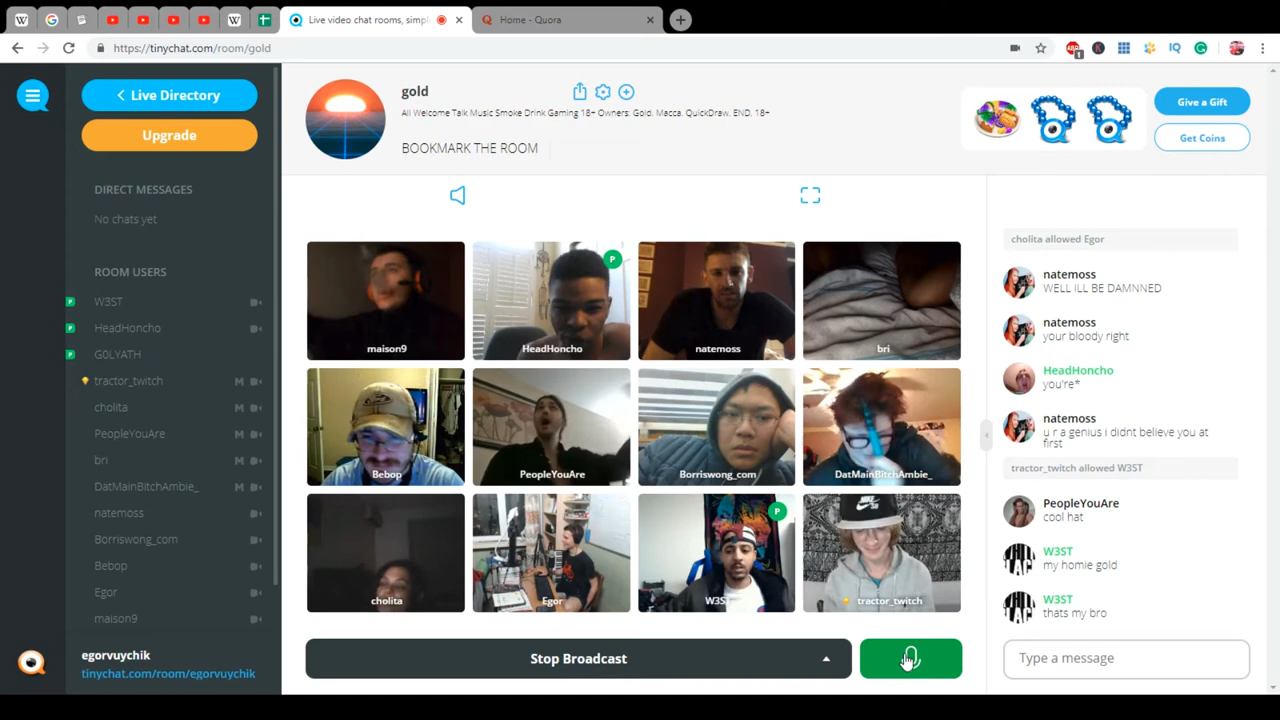 Live video chat rooms, simpl
Home - Quora
https://tinychat.com/room/gold
1
Live Directory
Upgrade
DIRECT MESSAGES
No chats yet
ROOM USERS
P W3ST
P HeadHoncho
P G0LYATH
tractor_twitch M
cholita M
PeopleYouAre M
bri M
DatMainBitchAmbie_ M
natemoss
Borriswong_com
Bebop
Egor
maison9
egorvuychik
tinychat.com/room/egorvuychik
gold
All Welcome Talk Music Smoke Drink Gaming 18+ Owners: Gold. Macca. QuickDraw. END. 18+
BOOKMARK THE ROOM
Give a Gift
Get Coins
maison9
P
HeadHoncho
natemoss
bri
Bebop
PeopleYouAre
Borriswong_com
DatMainBitchAmbie_
cholita
Egor
P
W3S
tractor_twitch
Stop Broadcast
cholita allowed Egor
natemoss
WELL ILL BE DAMNNED
natemoss
your bloody right
HeadHoncho
you're*
natemoss
u r a genius i didnt believe you at
first
tractor_twitch allowed W3ST
PeopleYouAre
cool hat
W3ST
my homie gold
W3ST
thats my bro
Type a message